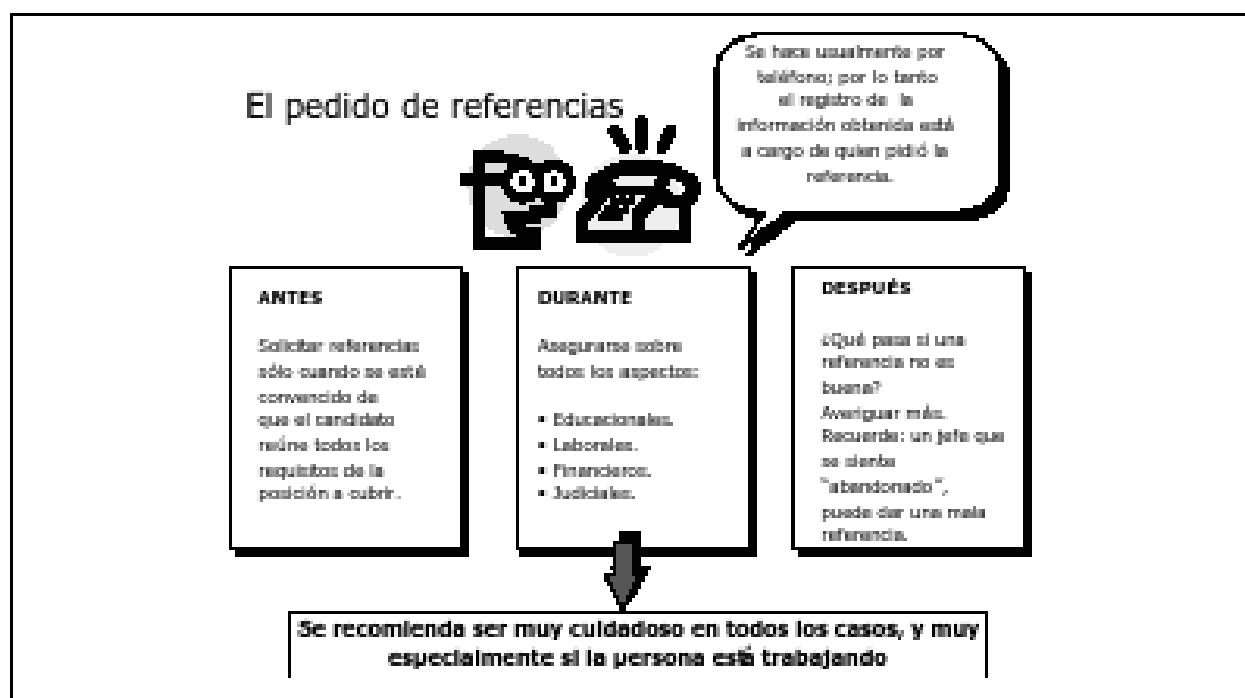 El pedido de referencias
Se hace usualmente por
teléfono; por lo tanto
el registro de la
información obtenida está
a cargo de quien pidió la
referencia.
ANTES
Solicitar referencias
sólo cuando se está
convencido de
que el candidato
reúne todos los
requisitos de la
posición a cubrir.
DURANTE
Asegurarse sobre
todos los aspectos:
• Educacionales.
• Laborales.
• Financieros.
• Judiciales.
DESPUÉS
¿Qué pasa si una
referencia no es
buena?
Averiguar más.
Recuerde: un jefe que
se siente
"abandonado",
puede dar una mala
referencia.
Se recomienda ser muy cuidadoso en todos los casos, y muy
especialmente si la persona está trabajando